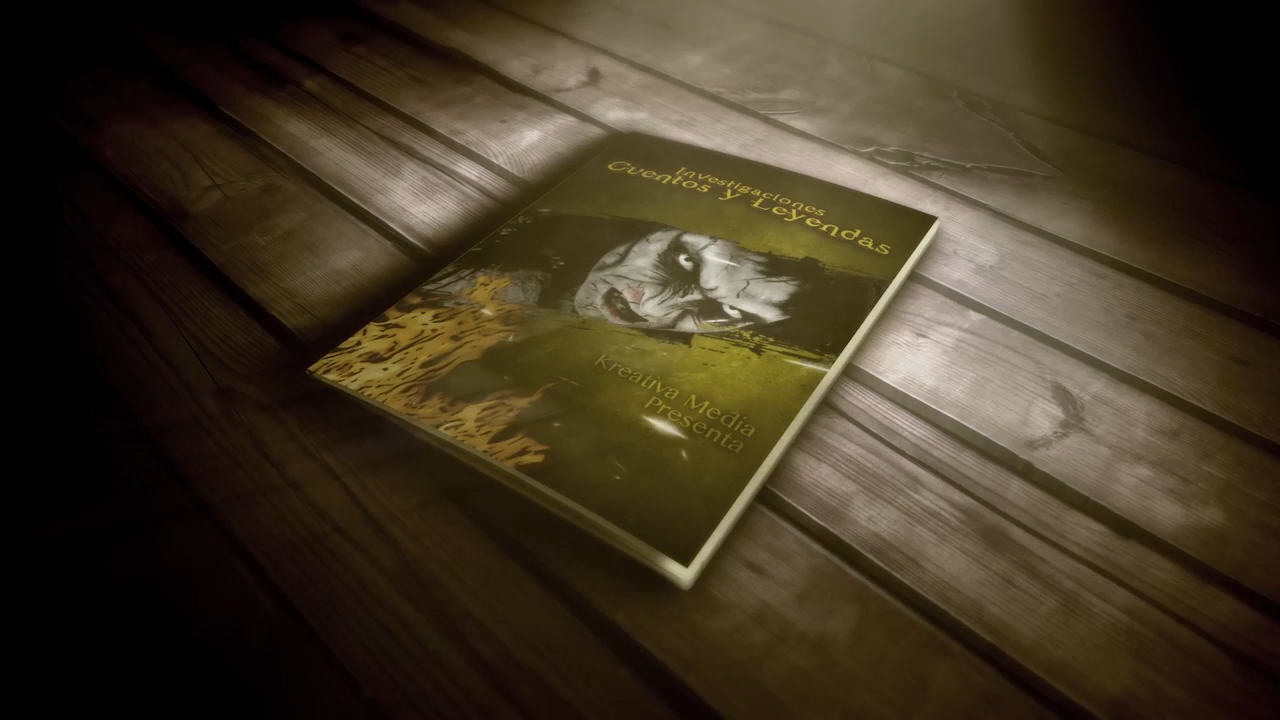 Investigaciones
Cuentos y Leyendas
Kreativa Media
Presenta